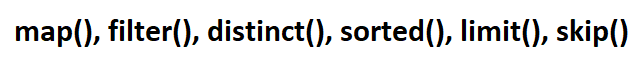 map(), filter(), distinct(), sorted(), limit(), skip()